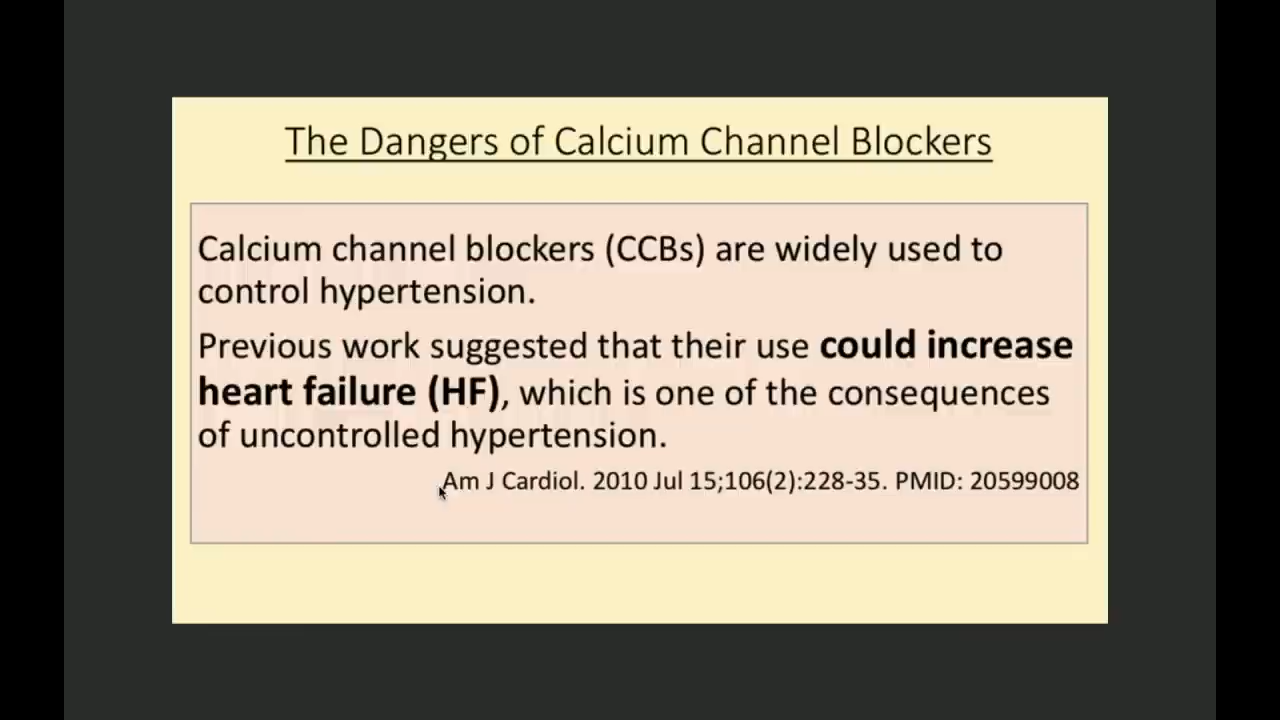 The Dangers of Calcium Channel Blockers
Calcium channel blockers (CCBs) are widely used to
control hypertension.
Previous work suggested that their use could increase
heart failure (HF), which is one of the consequences
of uncontrolled hypertension.
Am J Cardiol. 2010 Jul 15;106(2):228-35. PMID: 20599008